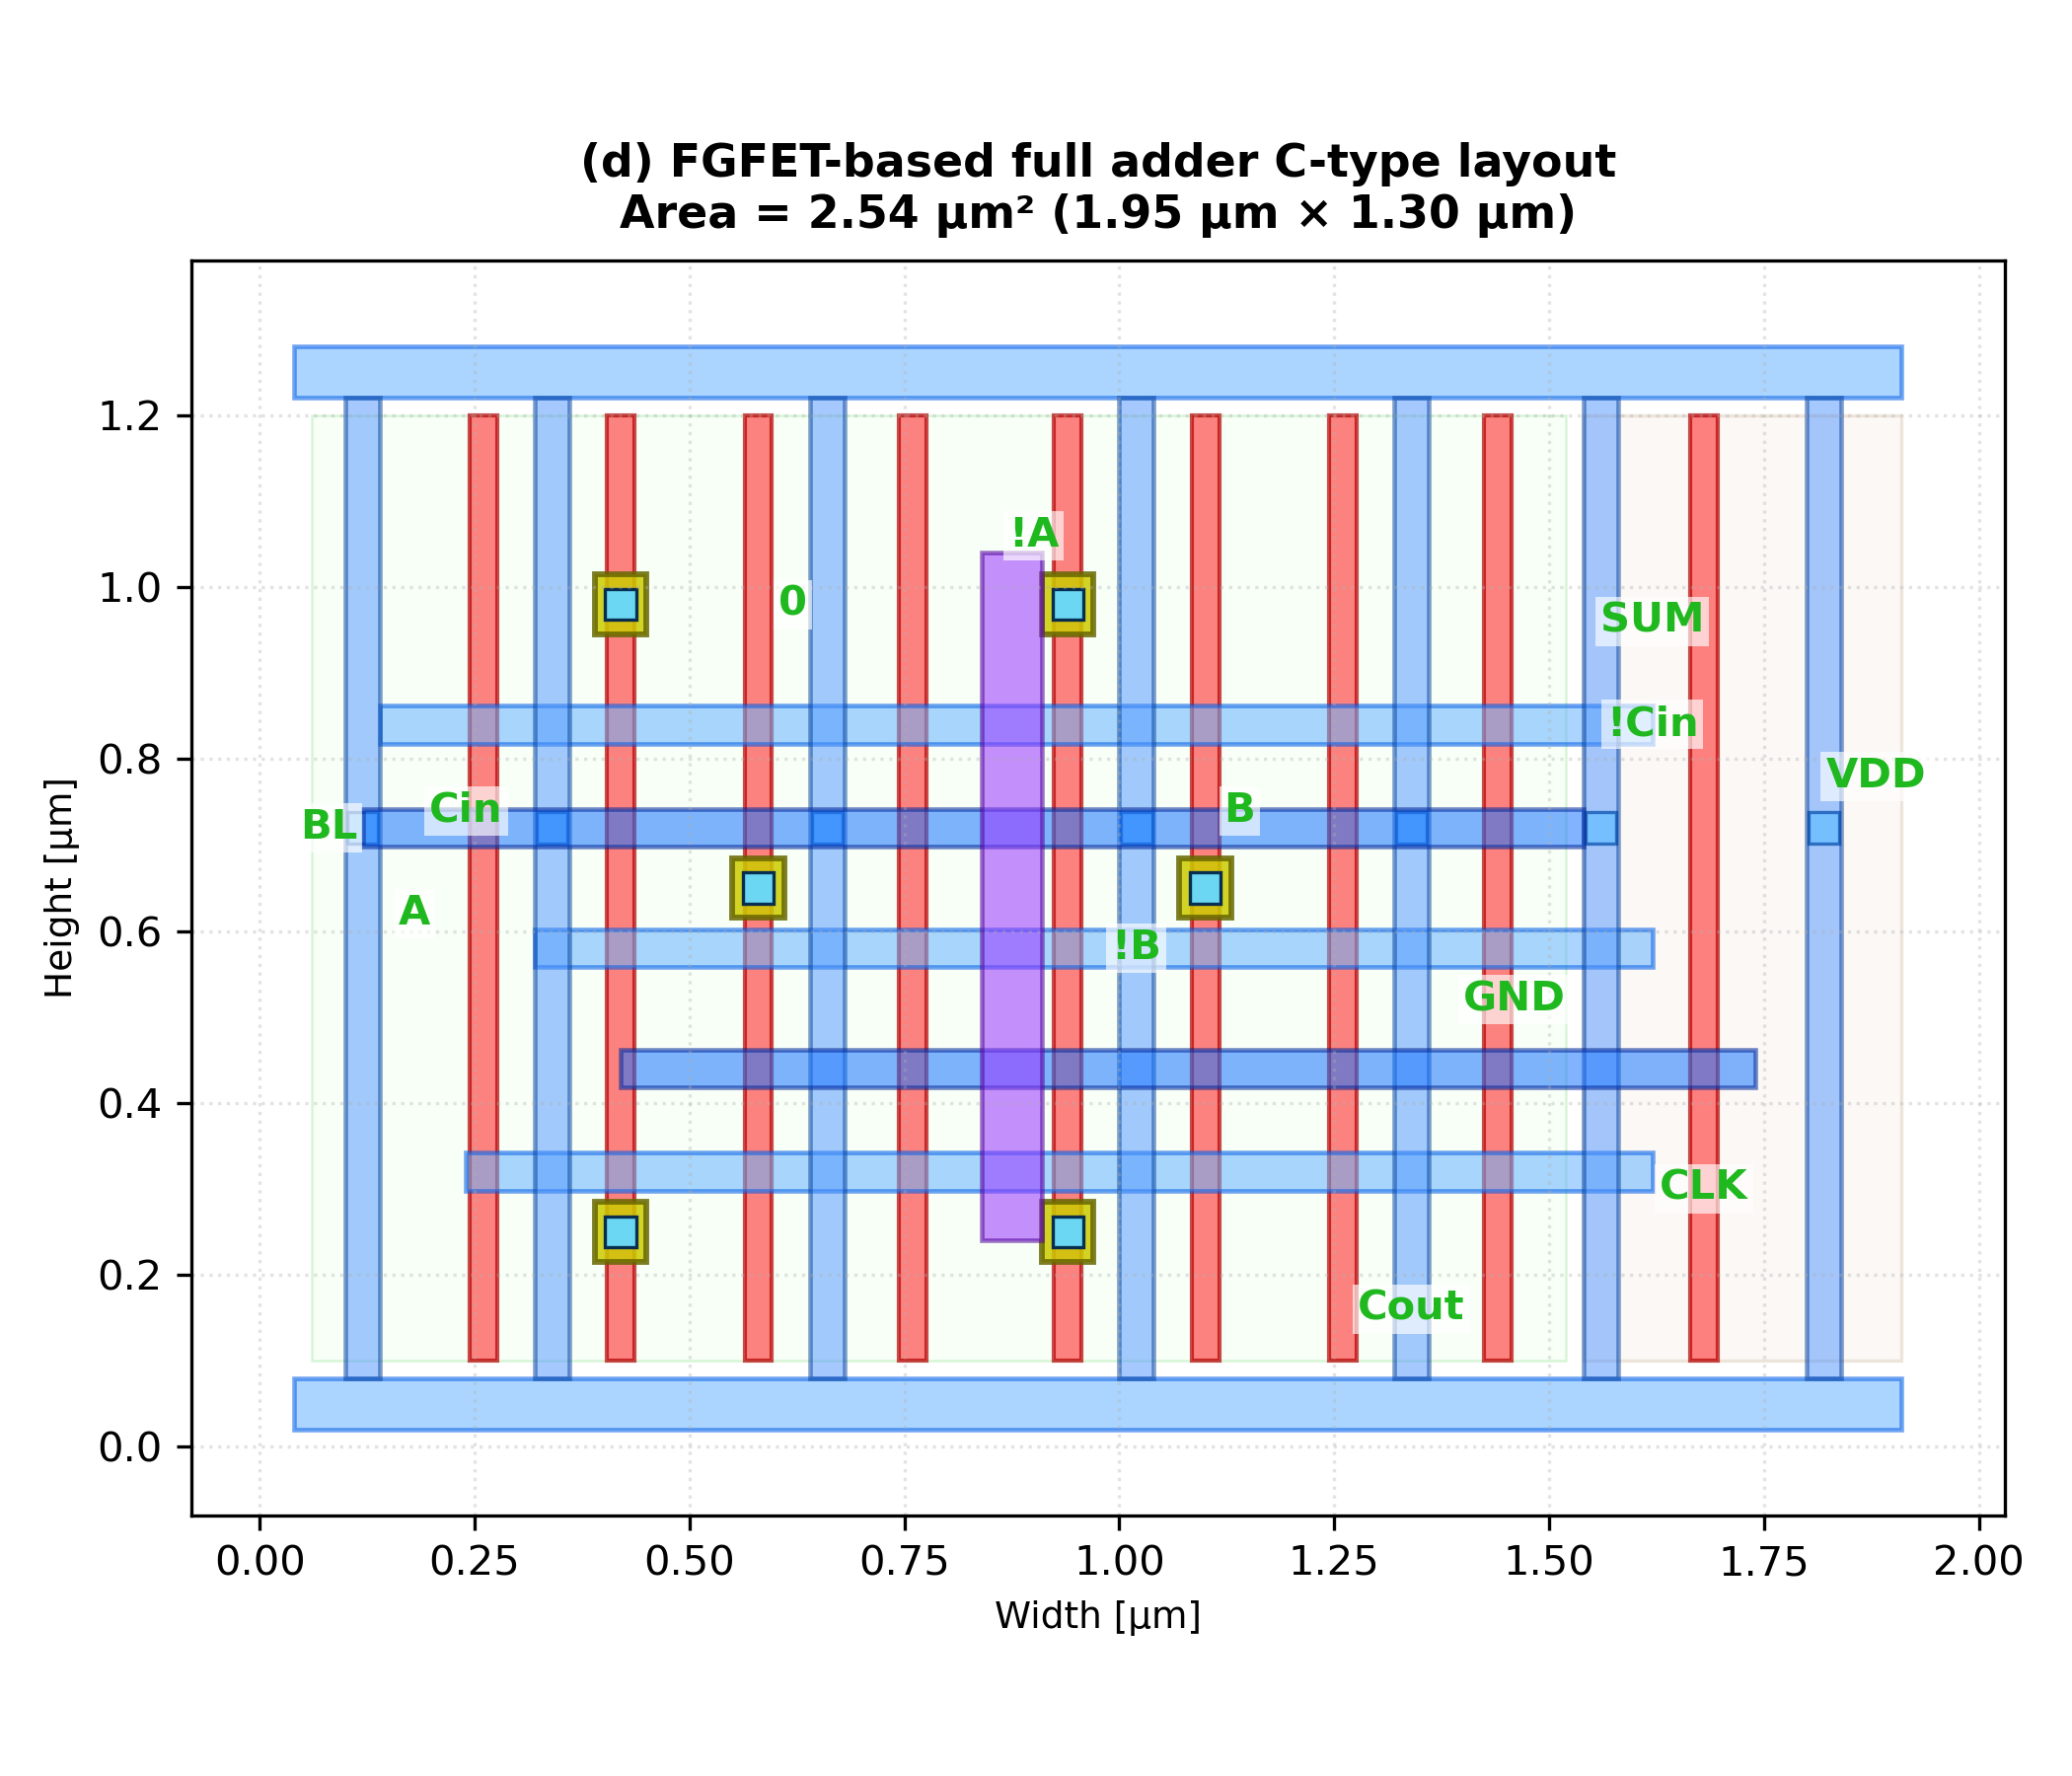 (d) FGFET-based full adder C-type layout
Area = 2.54 µm² (1.95 µm × 1.30 µm)
Height [µm]
1.2
1.0
0.8
0.6
0.4
0.2
0.0
!A
0
SUM
!Cin
VDD
BL
Cin
B
A
!B
GND
CLK
Cout
0.00
0.25
0.50
0.75
1.00
1.25
1.50
1.75
2.00
Width [µm]